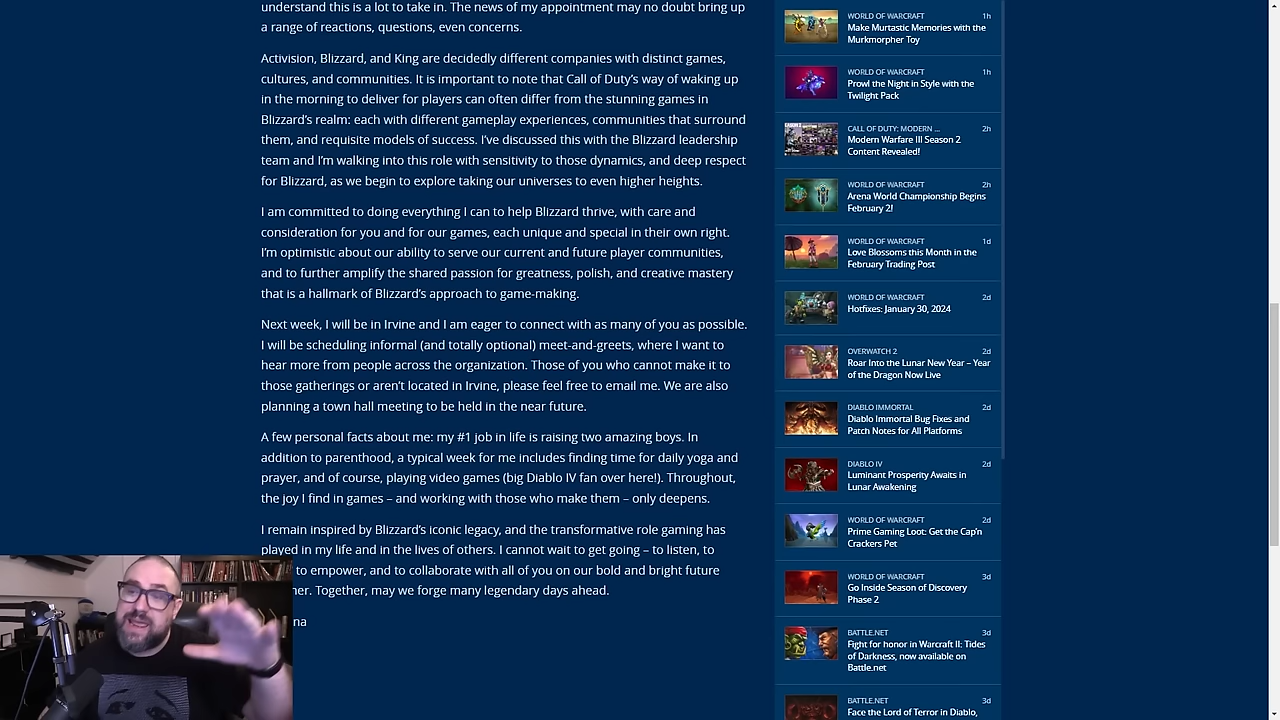 understand this is a lot to take in. The news of my appointment may no doubt bring up
a range of reactions, questions, even concerns.
Activision, Blizzard, and King are decidedly different companies with distinct games,
cultures, and communities. It is important to note that Call of Duty's way of waking up
in the morning to deliver for players can often differ from the stunning games in
Blizzard's realm: each with different gameplay experiences, communities that surround
them, and requisite models of success. I've discussed this with the Blizzard leadership
team and I'm walking into this role with sensitivity to those dynamics, and deep respect
for Blizzard, as we begin to explore taking our universes to even higher heights.
I am committed to doing everything I can to help Blizzard thrive, with care and
consideration for you and for our games, each unique and special in their own right.
I'm optimistic about our ability to serve our current and future player communities,
and to further amplify the shared passion for greatness, polish, and creative mastery
that is a hallmark of Blizzard's approach to game-making.
Next week, I will be in Irvine and I am eager to connect with as many of you as possible.
I will be scheduling informal (and totally optional) meet-and-greets, where I want to
hear more from people across the organization. Those of you who cannot make it to
those gatherings or aren't located in Irvine, please feel free to email me. We are also
planning a town hall meeting to be held in the near future.
A few personal facts about me: my #1 job in life is raising two amazing boys. In
addition to parenthood, a typical week for me includes finding time for daily yoga and
prayer, and of course, playing video games (big Diablo IV fan over here!). Throughout,
the joy I find in games – and working with those who make them – only deepens.
I remain inspired by Blizzard's iconic legacy, and the transformative role gaming has
played in my life and in the lives of others. I cannot wait to get going – to listen, to
to empower, and to collaborate with all of you on our bold and bright future
her. Together, may we forge many legendary days ahead.
na
WORLD OF WARCRAFT 1h
Make Murtastic Memories with the
Murkmorpher Toy
WORLD OF WARCRAFT 1h
Prowl the Night in Style with the
Twilight Pack
CALL OF DUTY: MODERN ... 2h
Modern Warfare III Season 2
Content Revealed!
WORLD OF WARCRAFT 2h
Arena World Championship Begins
February 2!
WORLD OF WARCRAFT 1d
Love Blossoms this Month in the
February Trading Post
WORLD OF WARCRAFT 2d
Hotfixes: January 30, 2024
OVERWATCH 2 2d
Roar Into the Lunar New Year – Year
of the Dragon Now Live
DIABLO IMMORTAL 2d
Diablo Immortal Bug Fixes and
Patch Notes for All Platforms
DIABLO IV 2d
Luminant Prosperity Awaits in
Lunar Awakening
WORLD OF WARCRAFT 2d
Prime Gaming Loot: Get the Cap'n
Crackers Pet
WORLD OF WARCRAFT 3d
Go Inside Season of Discovery
Phase 2
BATTLE.NET 3d
Fight for honor in Warcraft II: Tides
of Darkness, now available on
Battle.net
BATTLE.NET 3d
Face the Lord of Terror in Diablo,